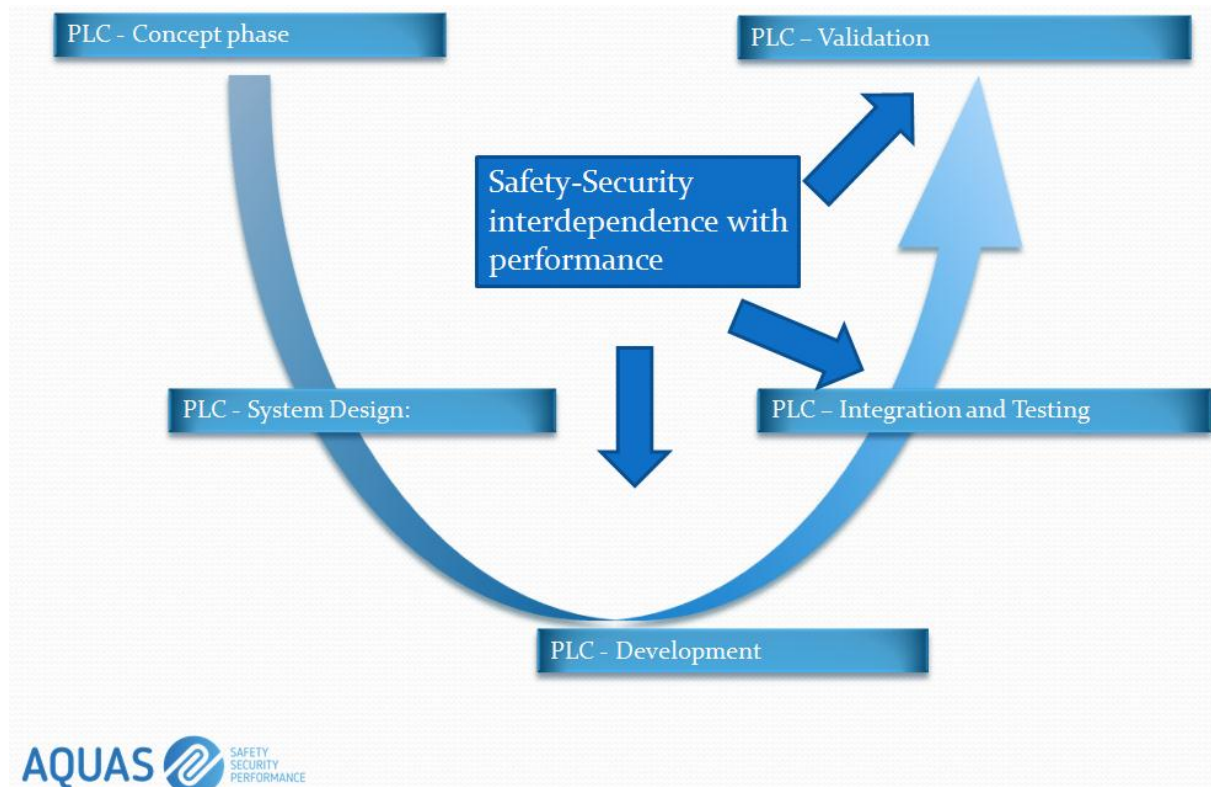 PLC - Concept phase
PLC – Validation
Safety-Security
interdependence with
performance
PLC - System Design:
PLC – Integration and Testing
PLC - Development
AQUAS
SAFETY
SECURITY
PERFORMANCE